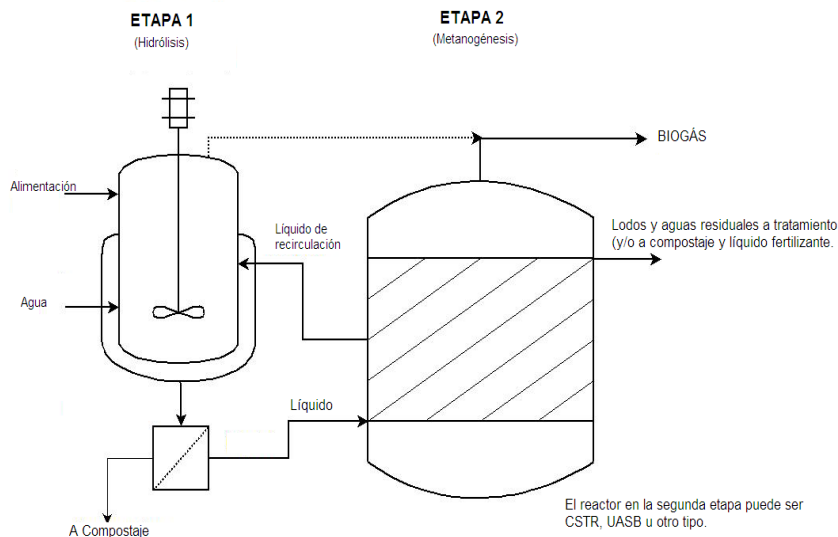 ETAPA 1
(Hidrólisis)
ETAPA 2
(Metanogénesis)
BIOGÁS
Alimentación
Líquido de
recirculación
Lodos y aguas residuales a tratamiento
(y/o a compostaje y líquido fertilizante.
Agua
Líquido
El reactor en la segunda etapa puede ser
CSTR, UASB u otro tipo.
A Compostaje